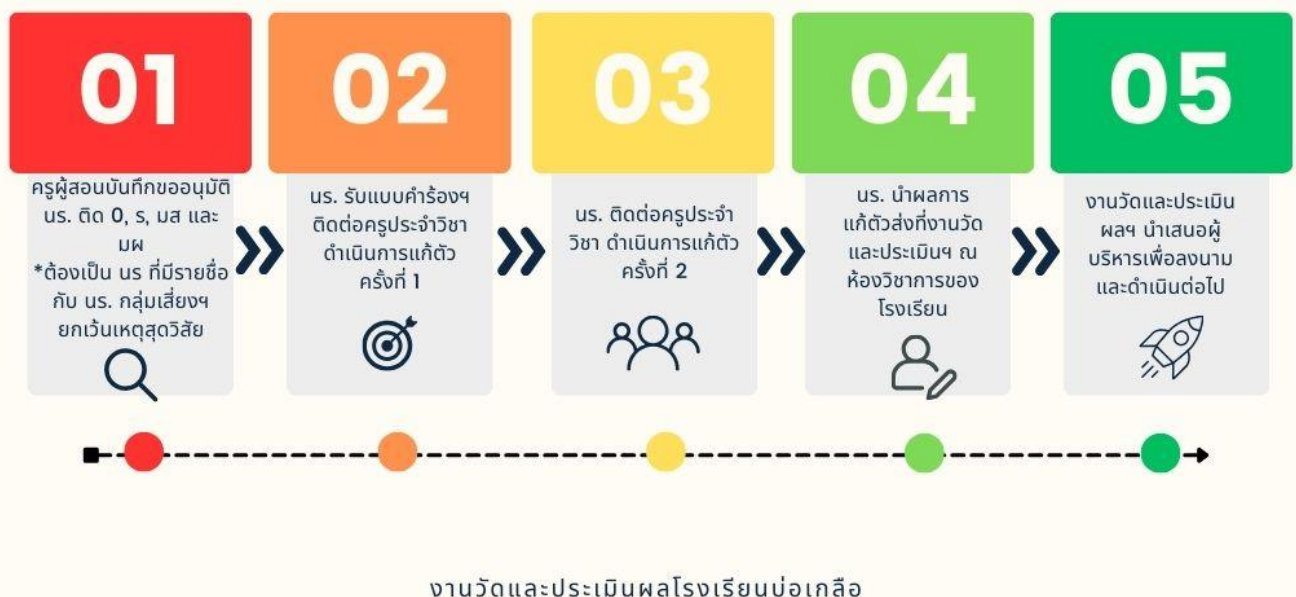 01
ครูผู้สอนบันทึกขออนุมัติ
นร. ติด 0, ร, มส และ
มผ
*ต้องเป็น นร ที่มีรายชื่อ
กับ นร. กลุ่มเสี่ยงฯ
ยกเว้นเหตุสุดวิสัย
02
นร. รับแบบคำร้องฯ
ติดต่อครูประจำวิชา
ดำเนินการแก้ตัว
ครั้งที่ 1
03
นร. ติดต่อครูประจำ
วิชา ดำเนินการแก้ตัว
ครั้งที่ 2
04
นร. นำผลการ
แก้ตัวส่งที่งานวัด
และประเมินฯ ณ
ห้องวิชาการของ
โรงเรียน
05
งานวัดและประเมิน
ผลฯ นำเสนอผู้
บริหารเพื่อลงนาม
และดำเนินต่อไป
งานวัดและประเมินผลโรงเรียนบ่อเกลือ